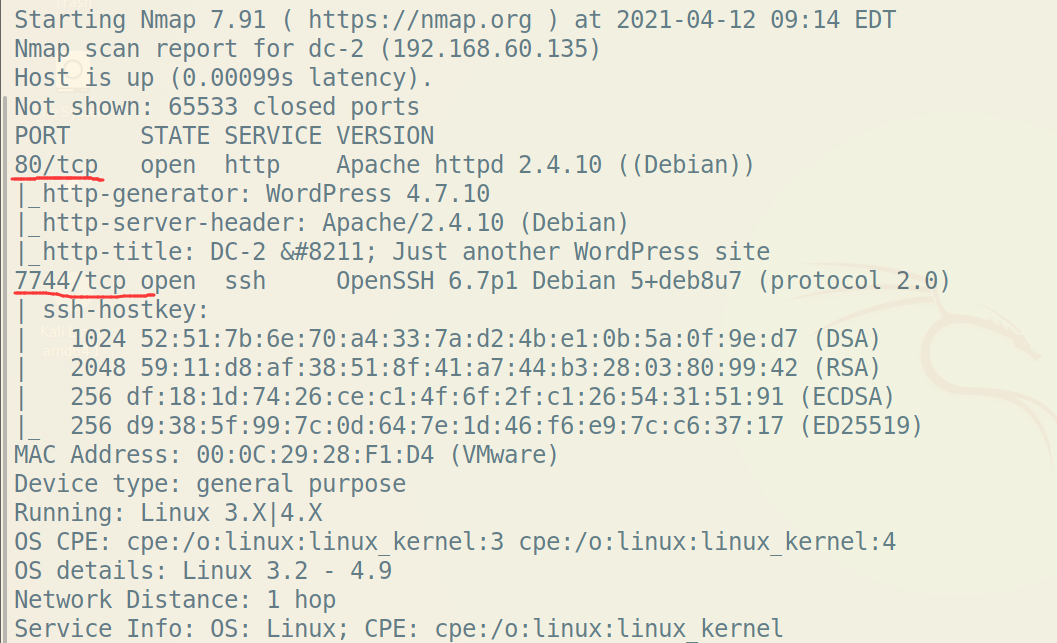 Starting Nmap 7.91 ( https://nmap.org ) at 2021-04-12 09:14 EDT
Nmap scan report for dc-2 (192.168.60.135)
Host is up (0.00099s latency).
Not shown: 65533 closed ports
PORT     STATE SERVICE VERSION
80/tcp   open  http    Apache httpd 2.4.10 ((Debian))
|_http-generator: WordPress 4.7.10
|_http-server-header: Apache/2.4.10 (Debian)
|_http-title: DC-2 &#8211; Just another WordPress site
7744/tcp open  ssh     OpenSSH 6.7p1 Debian 5+deb8u7 (protocol 2.0)
| ssh-hostkey:
|   1024 52:51:7b:6e:70:a4:33:7a:d2:4b:e1:0b:5a:0f:9e:d7 (DSA)
|   2048 59:11:d8:af:38:51:8f:41:a7:44:b3:28:03:80:99:42 (RSA)
|   256 df:18:1d:74:26:ce:c1:4f:6f:2f:c1:26:54:31:51:91 (ECDSA)
|_  256 d9:38:5f:99:7c:0d:64:7e:1d:46:f6:e9:7c:c6:37:17 (ED25519)
MAC Address: 00:0C:29:28:F1:D4 (VMware)
Device type: general purpose
Running: Linux 3.X|4.X
OS CPE: cpe:/o:linux:linux_kernel:3 cpe:/o:linux:linux_kernel:4
OS details: Linux 3.2 - 4.9
Network Distance: 1 hop
Service Info: OS: Linux; CPE: cpe:/o:linux:linux_kernel